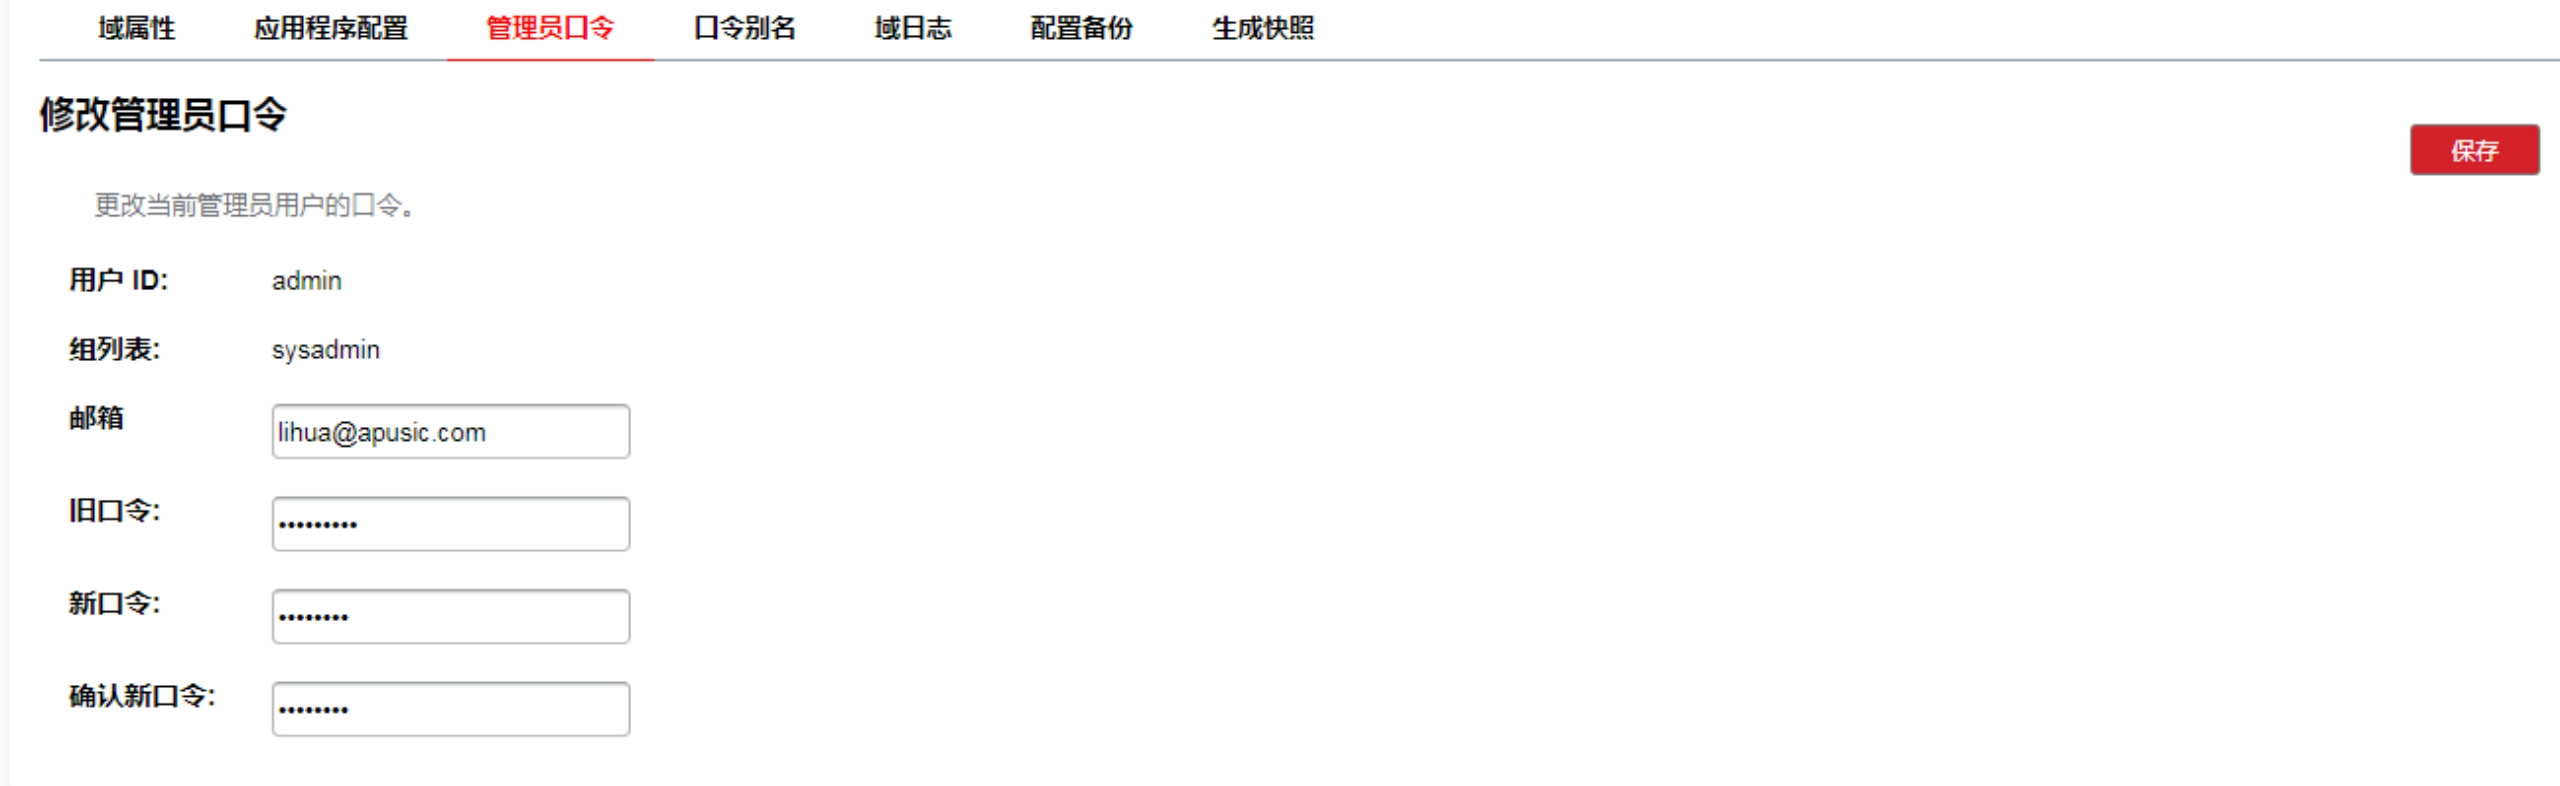 域属性 应用程序配置 管理员口令 口令别名 域日志 配置备份 生成快照
修改管理员口令
保存
更改当前管理员用户的口令。
用户 ID: admin
组列表: sysadmin
邮箱 lihua@apusic.com
旧口令: •••••••••
新口令: ••••••••
确认新口令: ••••••••